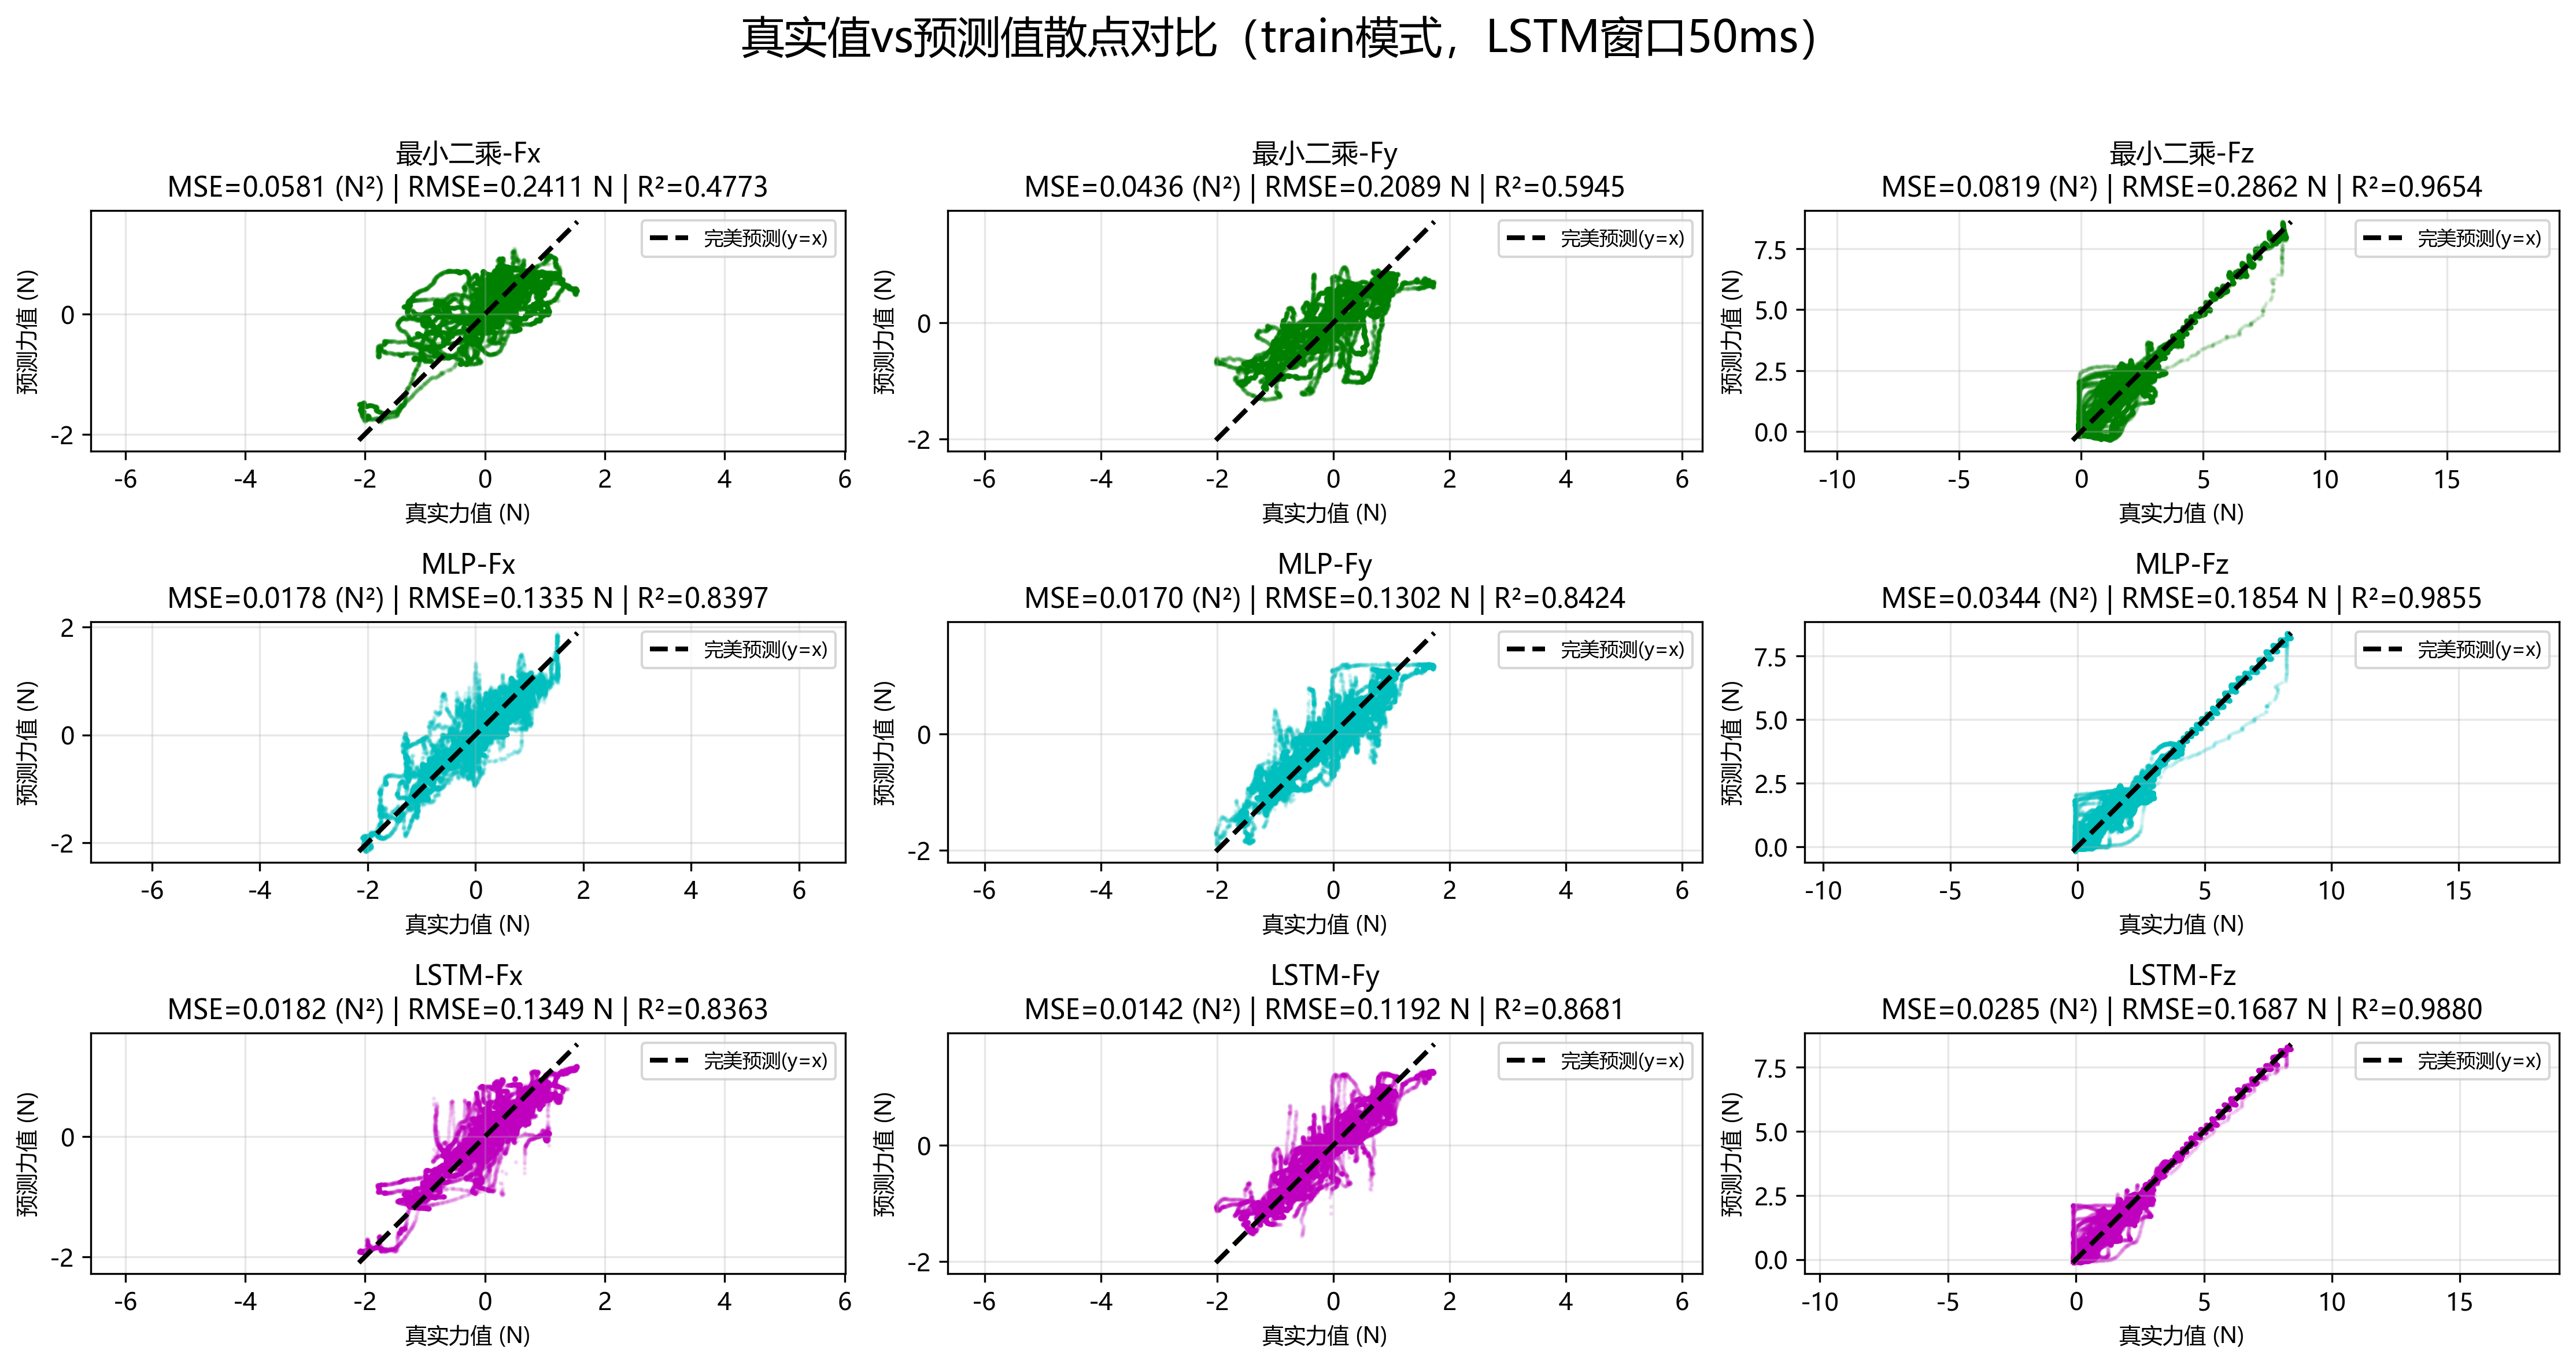 真实值vs预测值散点对比（train模式，LSTM窗口50ms）
最小二乘-Fx
MSE=0.0581 (N²) | RMSE=0.2411 N | R²=0.4773
完美预测(y=x)
预测力值 (N)
0
-2
-6 -4 -2 0 2 4 6
真实力值 (N)
最小二乘-Fy
MSE=0.0436 (N²) | RMSE=0.2089 N | R²=0.5945
完美预测(y=x)
预测力值 (N)
0
-2
-6 -4 -2 0 2 4 6
真实力值 (N)
最小二乘-Fz
MSE=0.0819 (N²) | RMSE=0.2862 N | R²=0.9654
完美预测(y=x)
预测力值 (N)
7.5
5.0
2.5
0.0
-10 -5 0 5 10 15
真实力值 (N)
MLP-Fx
MSE=0.0178 (N²) | RMSE=0.1335 N | R²=0.8397
完美预测(y=x)
预测力值 (N)
2
0
-2
-6 -4 -2 0 2 4 6
真实力值 (N)
MLP-Fy
MSE=0.0170 (N²) | RMSE=0.1302 N | R²=0.8424
完美预测(y=x)
预测力值 (N)
0
-2
-6 -4 -2 0 2 4 6
真实力值 (N)
MLP-Fz
MSE=0.0344 (N²) | RMSE=0.1854 N | R²=0.9855
完美预测(y=x)
预测力值 (N)
7.5
5.0
2.5
0.0
-10 -5 0 5 10 15
真实力值 (N)
LSTM-Fx
MSE=0.0182 (N²) | RMSE=0.1349 N | R²=0.8363
完美预测(y=x)
预测力值 (N)
0
-2
-6 -4 -2 0 2 4 6
真实力值 (N)
LSTM-Fy
MSE=0.0142 (N²) | RMSE=0.1192 N | R²=0.8681
完美预测(y=x)
预测力值 (N)
0
-2
-6 -4 -2 0 2 4 6
真实力值 (N)
LSTM-Fz
MSE=0.0285 (N²) | RMSE=0.1687 N | R²=0.9880
完美预测(y=x)
预测力值 (N)
7.5
5.0
2.5
0.0
-10 -5 0 5 10 15
真实力值 (N)